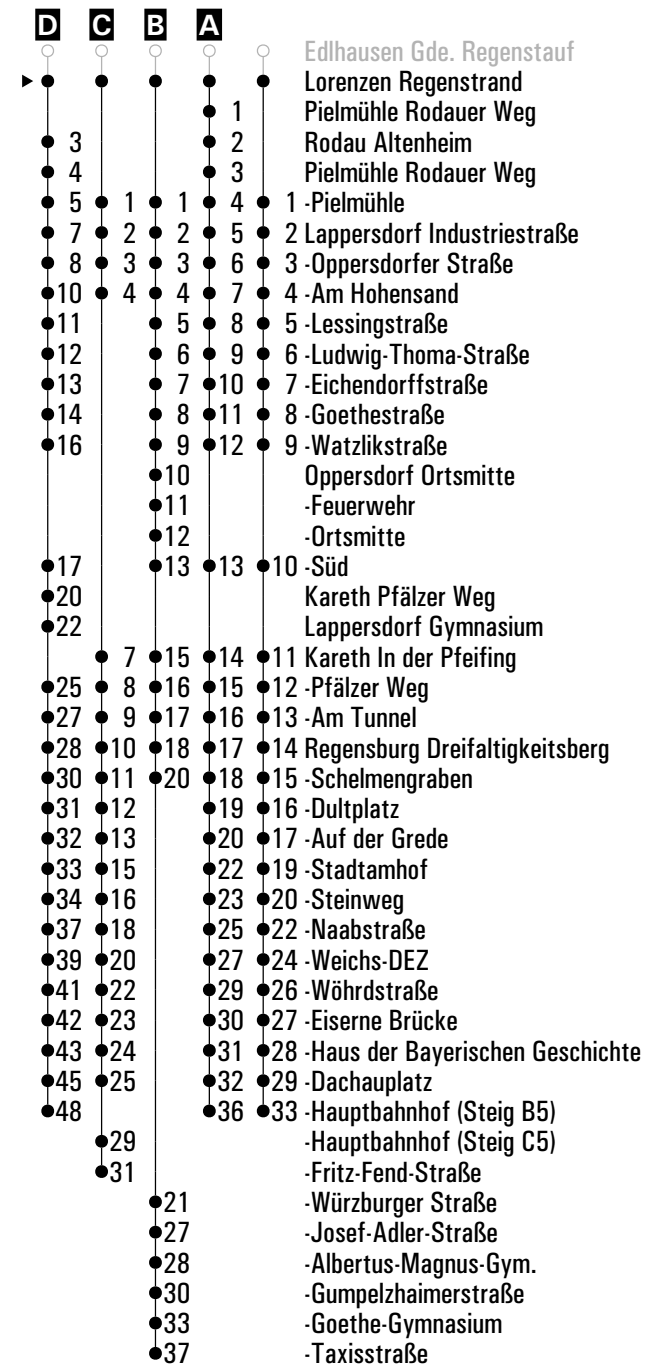 D C B A
Edlhausen Gde. Regenstauf
Lorenzen Regenstrand
1 Pielmühle Rodauer Weg
3 2 Rodau Altenheim
4 3 Pielmühle Rodauer Weg
5 1 1 4 1 -Pielmühle
7 2 2 5 2 Lappersdorf Industriestraße
8 3 3 6 3 -Oppersdorfer Straße
10 4 4 7 4 -Am Hohensand
11 5 8 5 -Lessingstraße
12 6 9 6 -Ludwig-Thoma-Straße
13 7 10 7 -Eichendorffstraße
14 8 11 8 -Goethestraße
16 9 12 9 -Watzlikstraße
10 Oppersdorf Ortsmitte
11 -Feuerwehr
12 -Ortsmitte
17 13 13 10 -Süd
20 Kareth Pfälzer Weg
22 Lappersdorf Gymnasium
7 15 14 11 Kareth In der Pfeifing
25 8 16 15 12 -Pfälzer Weg
27 9 17 16 13 -Am Tunnel
28 10 18 17 14 Regensburg Dreifaltigkeitsberg
30 11 20 18 15 -Schelmengraben
31 12 19 16 -Dultplatz
32 13 20 17 -Auf der Grede
33 15 22 19 -Stadtamhof
34 16 23 20 -Steinweg
37 18 25 22 -Naabstraße
39 20 27 24 -Weichs-DEZ
41 22 29 26 -Wöhrdstraße
42 23 30 27 -Eiserne Brücke
43 24 31 28 -Haus der Bayerischen Geschichte
45 25 32 29 -Dachauplatz
48 36 33 -Hauptbahnhof (Steig B5)
29 -Hauptbahnhof (Steig C5)
31 -Fritz-Fend-Straße
21 -Würzburger Straße
27 -Josef-Adler-Straße
28 -Albertus-Magnus-Gym.
30 -Gumpelzhaimerstraße
33 -Goethe-Gymnasium
37 -Taxisstraße